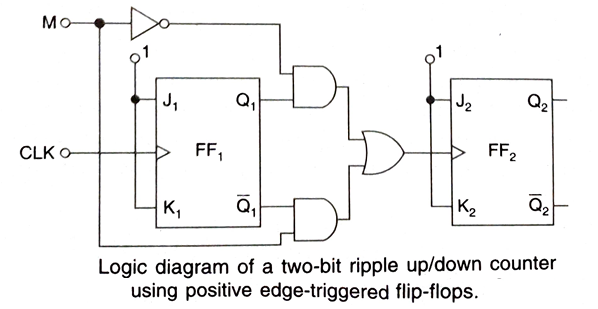 M
1
1
J₁ Q₁
J₂ Q₂
CLK
FF₁
FF₂
K₁ Q̅₁
K₂ Q̅₂
Logic diagram of a two-bit ripple up/down counter
using positive edge-triggered flip-flops.